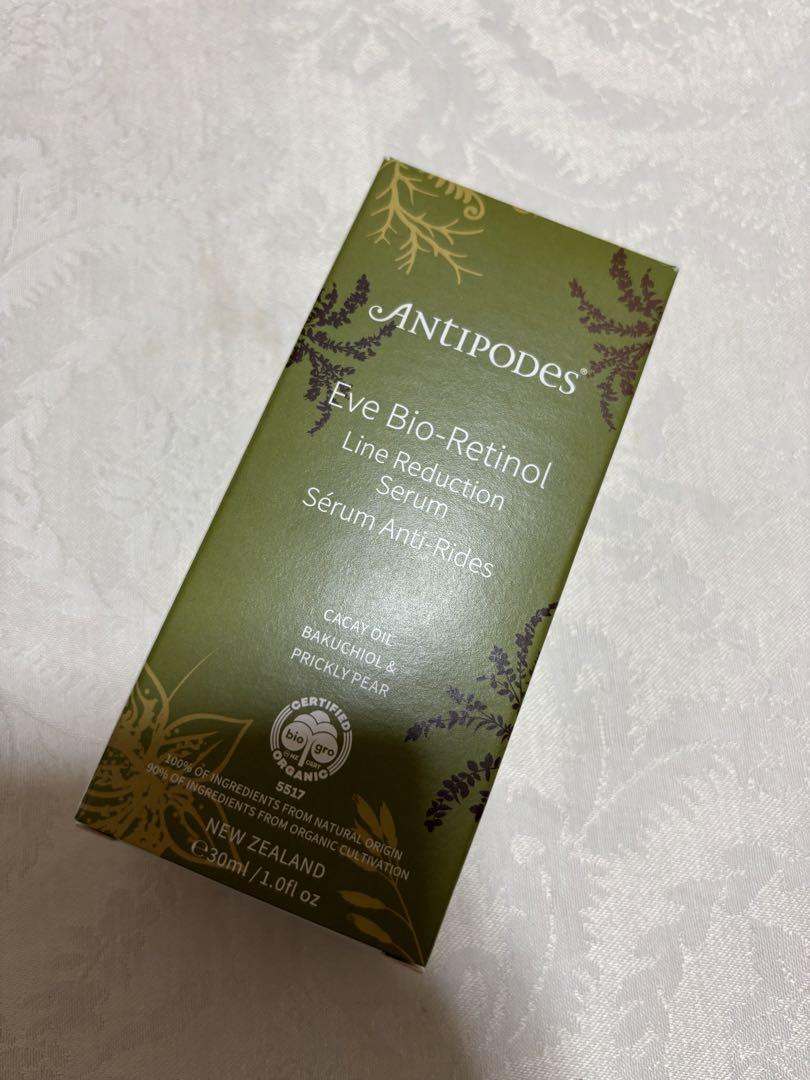 ANTIPODES®
Eve Bio-Retinol
Line Reduction
Serum
Sérum Anti-Rides
CACAY OIL
BAKUCHIOL &
PRICKLY PEAR
CERTIFIED
bio gro
NZ CERT
ORGANIC
5517
100% OF INGREDIENTS FROM NATURAL ORIGIN
90% OF INGREDIENTS FROM ORGANIC CULTIVATION
NEW ZEALAND
℮30ml / 1.0fl oz